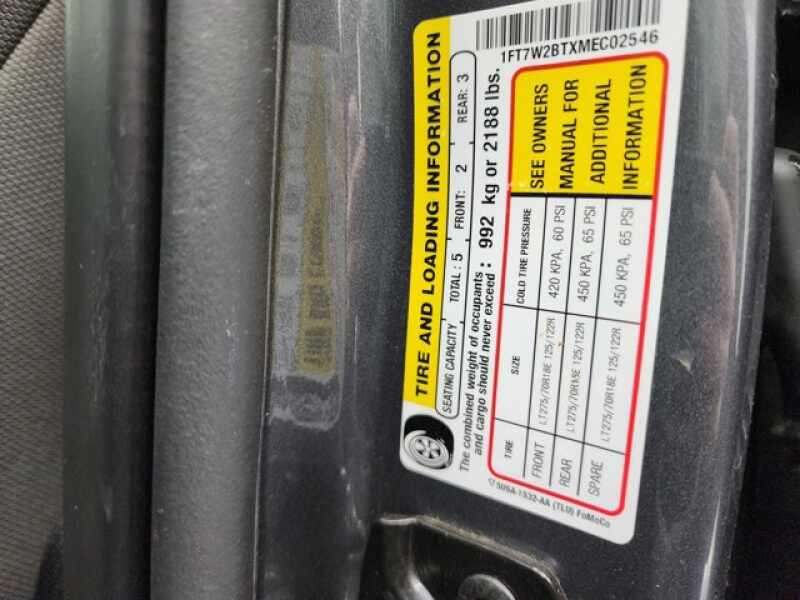 TIRE AND LOADING INFORMATION
SEATING CAPACITY TOTAL: 5 FRONT: 2 REAR: 3
The combined weight of occupants
and cargo should never exceed : 992 kg or 2188 lbs.
TIRE SIZE COLD TIRE PRESSURE
FRONT LT275/70R18E 125/122R 420 KPA, 60 PSI
REAR LT275/70R18E 125/122R 450 KPA, 65 PSI
SPARE LT275/70R18E 125/122R 450 KPA, 65 PSI
SEE OWNERS
MANUAL FOR
ADDITIONAL
INFORMATION
1FT7W2BTXMEC02546
(TLU) FoMoCo